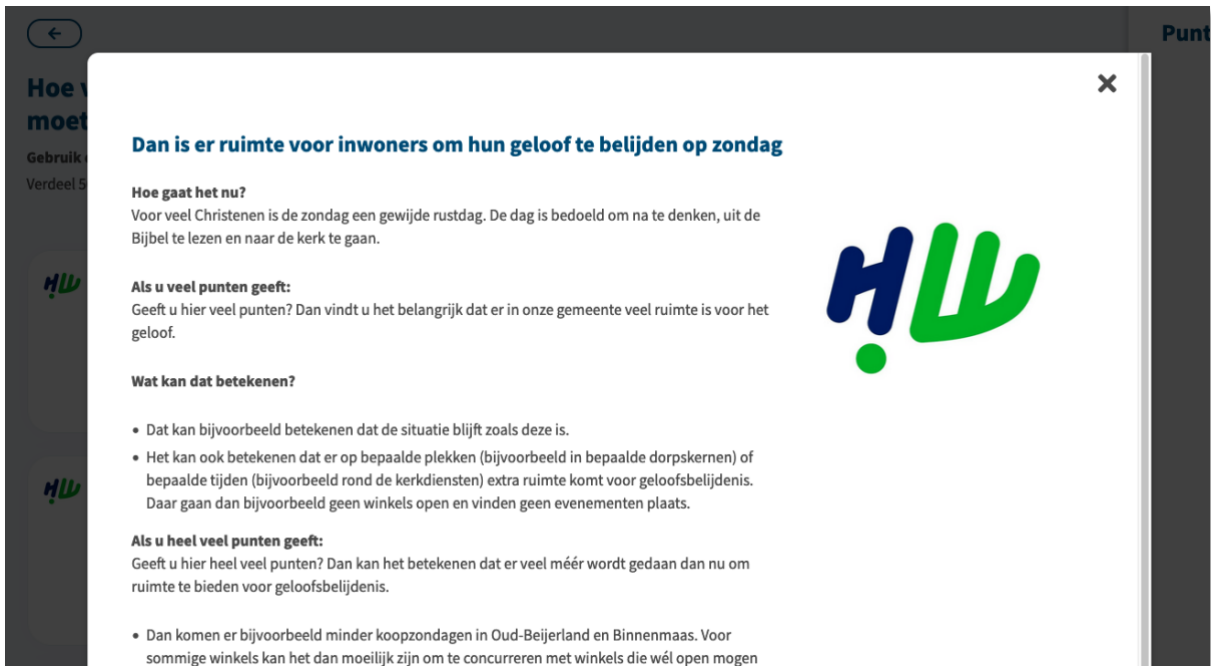 Punt
Hoe v
moet
Gebruik
Verdeel 5
Dan is er ruimte voor inwoners om hun geloof te belijden op zondag
Hoe gaat het nu?
Voor veel Christenen is de zondag een gewijde rustdag. De dag is bedoeld om na te denken, uit de
Bijbel te lezen en naar de kerk te gaan.
Als u veel punten geeft:
Geeft u hier veel punten? Dan vindt u het belangrijk dat er in onze gemeente veel ruimte is voor het
geloof.
Wat kan dat betekenen?
• Dat kan bijvoorbeeld betekenen dat de situatie blijft zoals deze is.
• Het kan ook betekenen dat er op bepaalde plekken (bijvoorbeeld in bepaalde dorpskernen) of
bepaalde tijden (bijvoorbeeld rond de kerkdiensten) extra ruimte komt voor geloofsbelijdenis.
Daar gaan dan bijvoorbeeld geen winkels open en vinden geen evenementen plaats.
Als u heel veel punten geeft:
Geeft u hier heel veel punten? Dan kan het betekenen dat er veel méér wordt gedaan dan nu om
ruimte te bieden voor geloofsbelijdenis.
• Dan komen er bijvoorbeeld minder koopzondagen in Oud-Beijerland en Binnenmaas. Voor
sommige winkels kan het dan moeilijk zijn om te concurreren met winkels die wél open mogen
HW
HW
HW